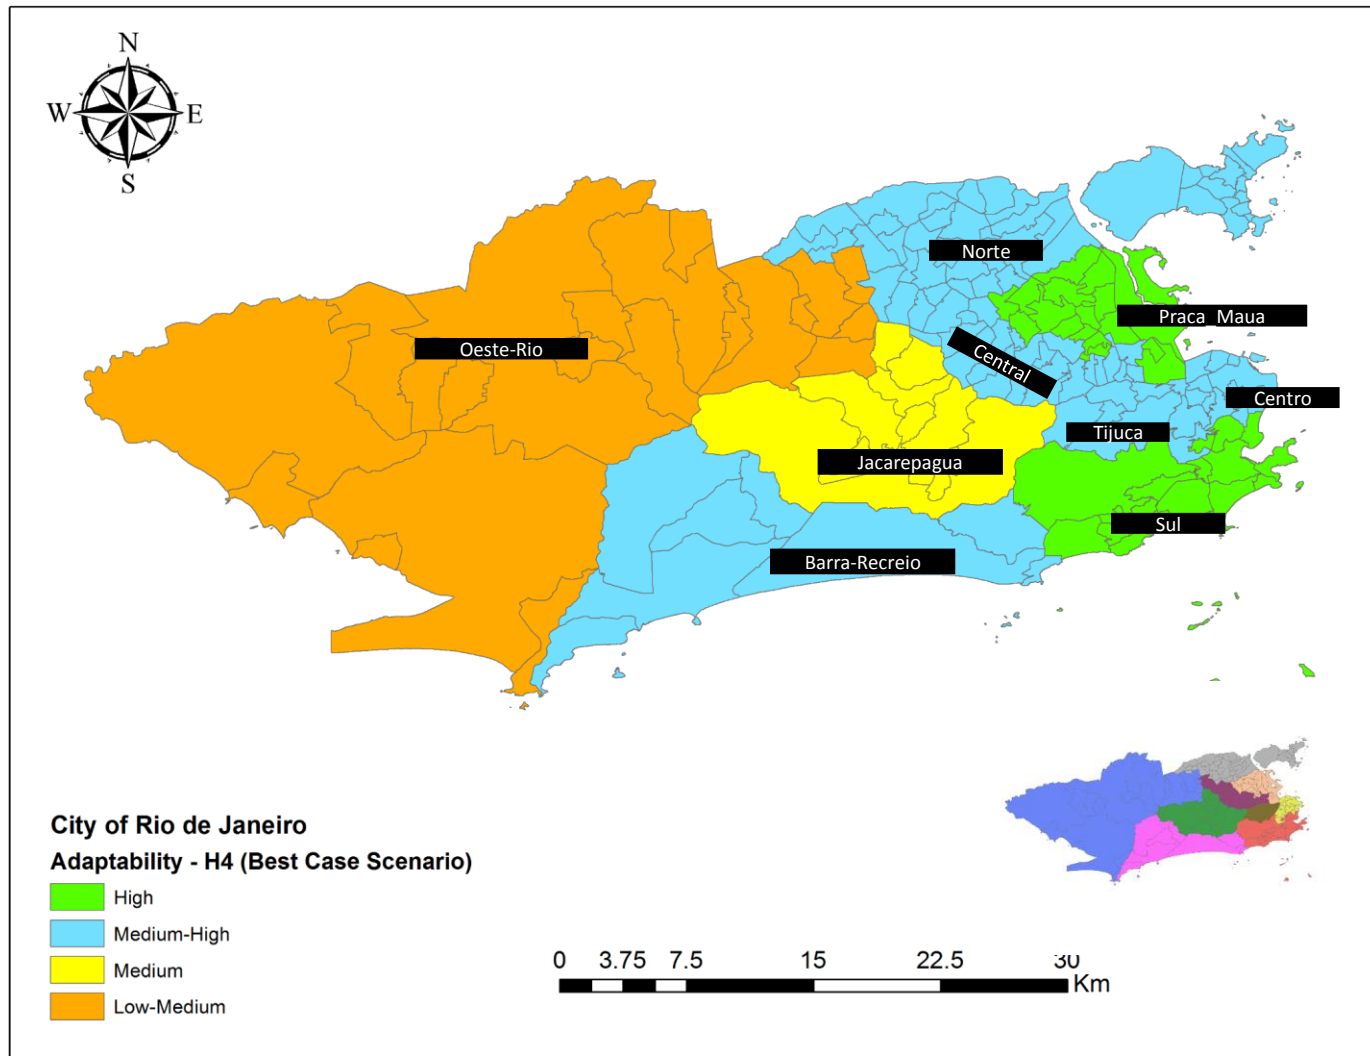 N
W E
S
Norte
Praca_Maua
Oeste-Rio
Central
Centro
Tijuca
Jacarepagua
Sul
Barra-Recreio
City of Rio de Janeiro
Adaptability - H4 (Best Case Scenario)
High
Medium-High
Medium
Low-Medium
0 3.75 7.5 15 22.5 30
Km